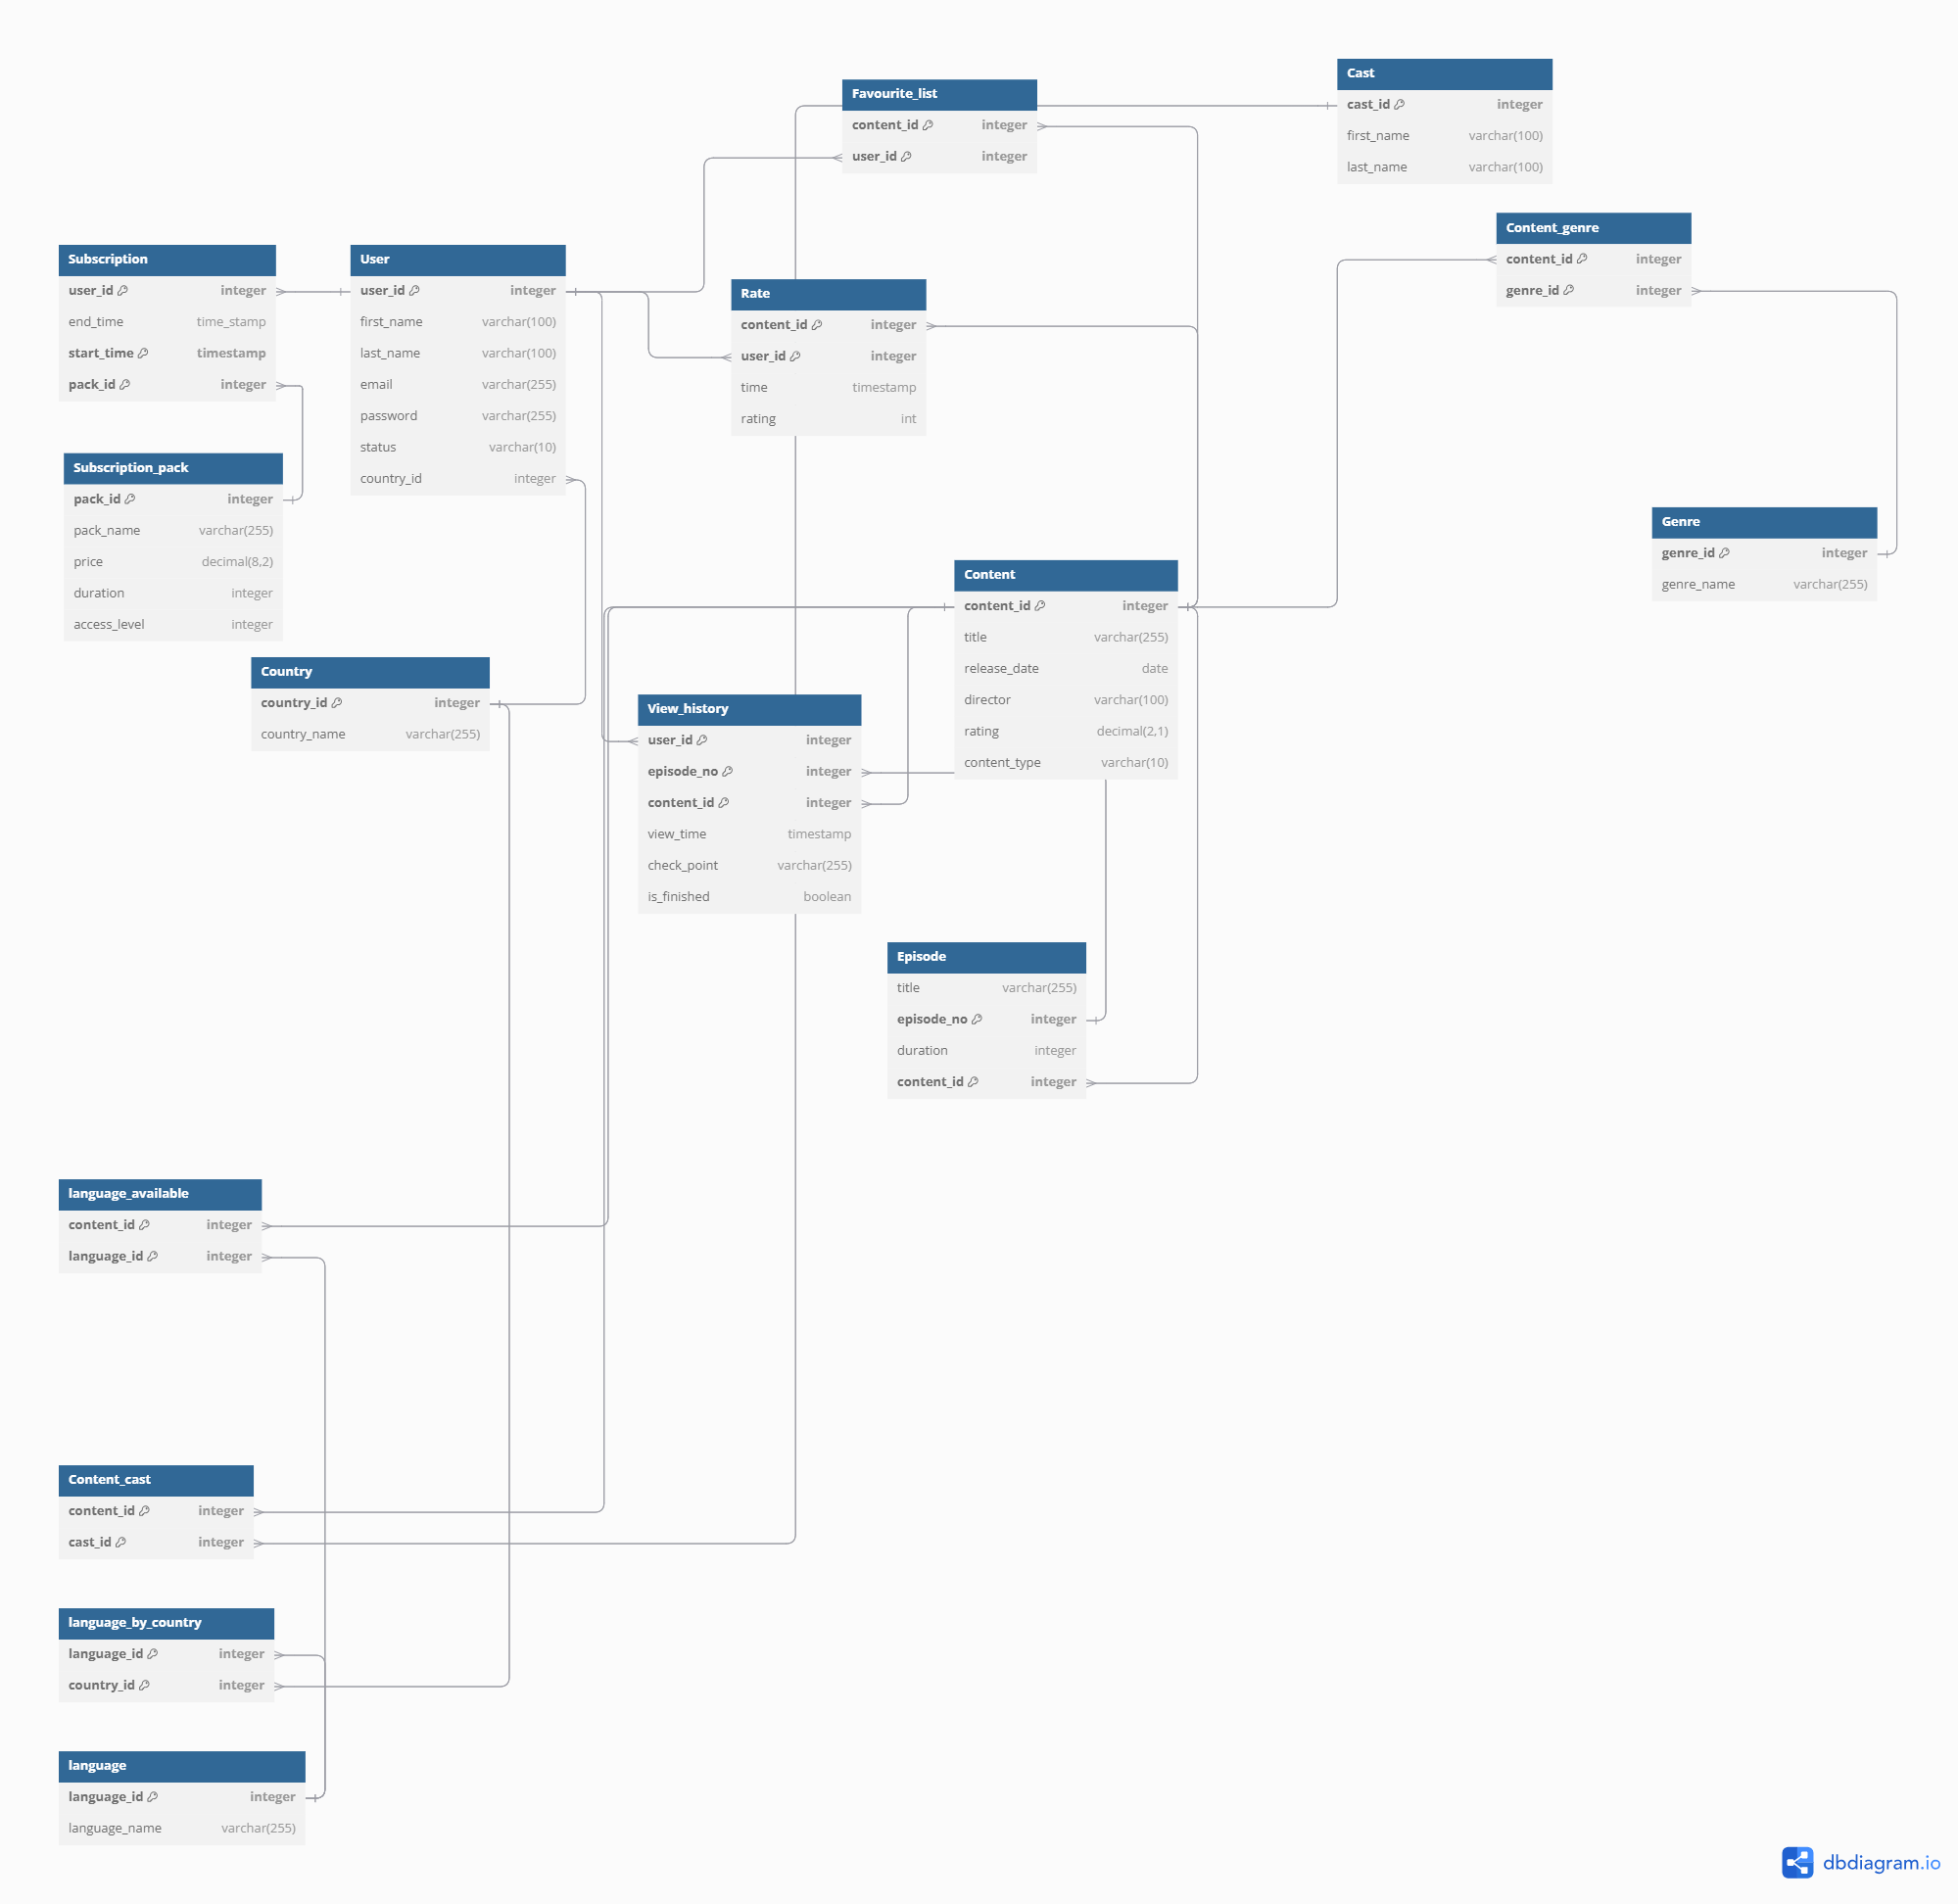 Favourite_list
content_id integer
user_id integer
Cast
cast_id integer
first_name varchar(100)
last_name varchar(100)
Content_genre
content_id integer
genre_id integer
Subscription
user_id integer
end_time time_stamp
start_time timestamp
pack_id integer
User
user_id integer
first_name varchar(100)
last_name varchar(100)
email varchar(255)
password varchar(255)
status varchar(10)
country_id integer
Rate
content_id integer
user_id integer
time timestamp
rating int
Subscription_pack
pack_id integer
pack_name varchar(255)
price decimal(8,2)
duration integer
access_level integer
Genre
genre_id integer
genre_name varchar(255)
Content
content_id integer
title varchar(255)
release_date date
director varchar(100)
rating decimal(2,1)
content_type varchar(10)
Country
country_id integer
country_name varchar(255)
View_history
user_id integer
episode_no integer
content_id integer
view_time timestamp
check_point varchar(255)
is_finished boolean
Episode
title varchar(255)
episode_no integer
duration integer
content_id integer
language_available
content_id integer
language_id integer
Content_cast
content_id integer
cast_id integer
language_by_country
language_id integer
country_id integer
language
language_id integer
language_name varchar(255)
dbdiagram.io